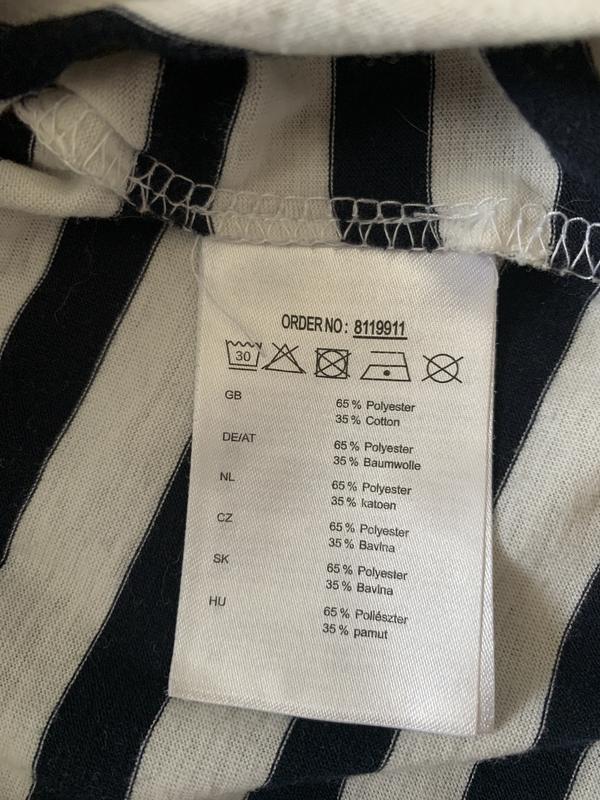 ORDER NO: 8119911
30
GB
65 % Polyester
35 % Cotton
DE/AT
65 % Polyester
35 % Baumwolle
NL
65 % Polyester
35 % katoen
CZ
65 % Polyester
35 % Bavlna
SK
65 % Polyester
35 % Bavlna
HU
65 % Poliészter
35 % pamut